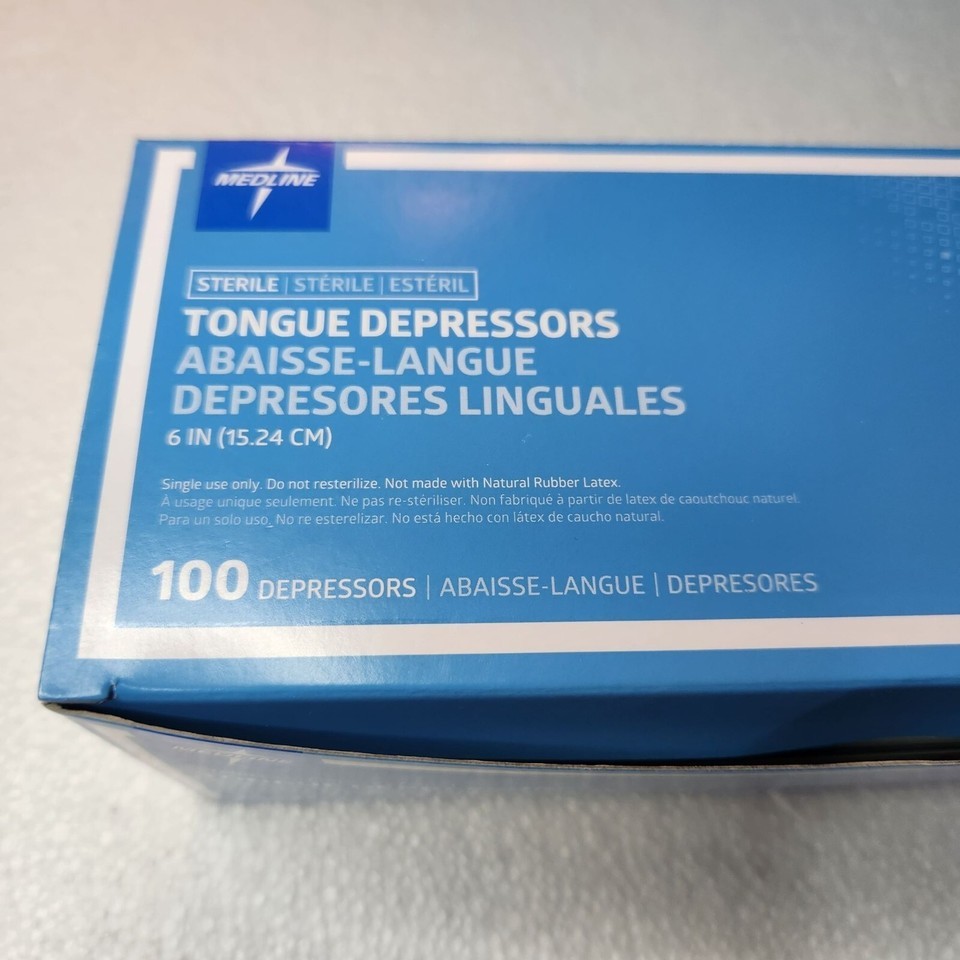 MEDLINE
STERILE | STÉRILE | ESTÉRIL
TONGUE DEPRESSORS
ABAISSE-LANGUE
DEPRESORES LINGUALES
6 IN (15.24 CM)
Single use only. Do not resterilize. Not made with Natural Rubber Latex.
À usage unique seulement. Ne pas re-stériliser. Non fabriqué à partir de latex de caoutchouc naturel.
Para un solo uso. No re esterelizar. No está hecho con látex de caucho natural.
100 DEPRESSORS | ABAISSE-LANGUE | DEPRESORES
MEDLINE